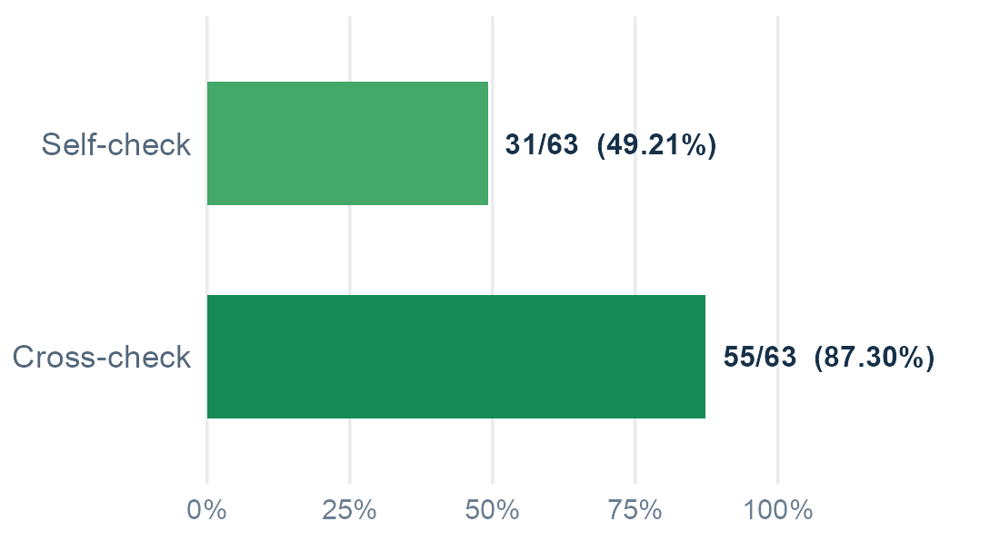 Self-check
31/63 (49.21%)
Cross-check
55/63 (87.30%)
0% 25% 50% 75% 100%